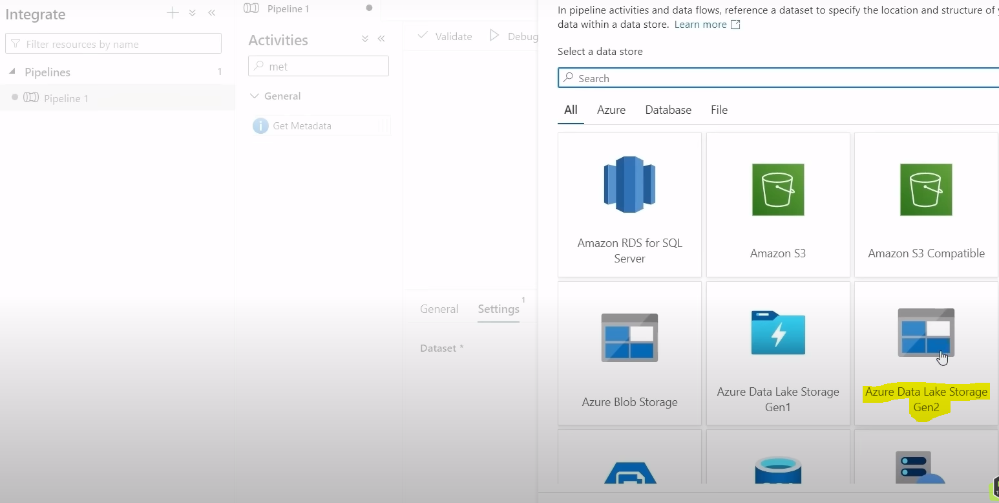 Integrate
Filter resources by name
Pipelines 1
Pipeline 1
Pipeline 1
Activities
met
General
Get Metadata
Validate Debug
General Settings 1
Dataset *
In pipeline activities and data flows, reference a dataset to specify the location and structure of
data within a data store. Learn more
Select a data store
Search
All Azure Database File
Amazon RDS for SQL
Server
Amazon S3
Amazon S3 Compatible
Azure Blob Storage
Azure Data Lake Storage
Gen1
Azure Data Lake Storage
Gen2